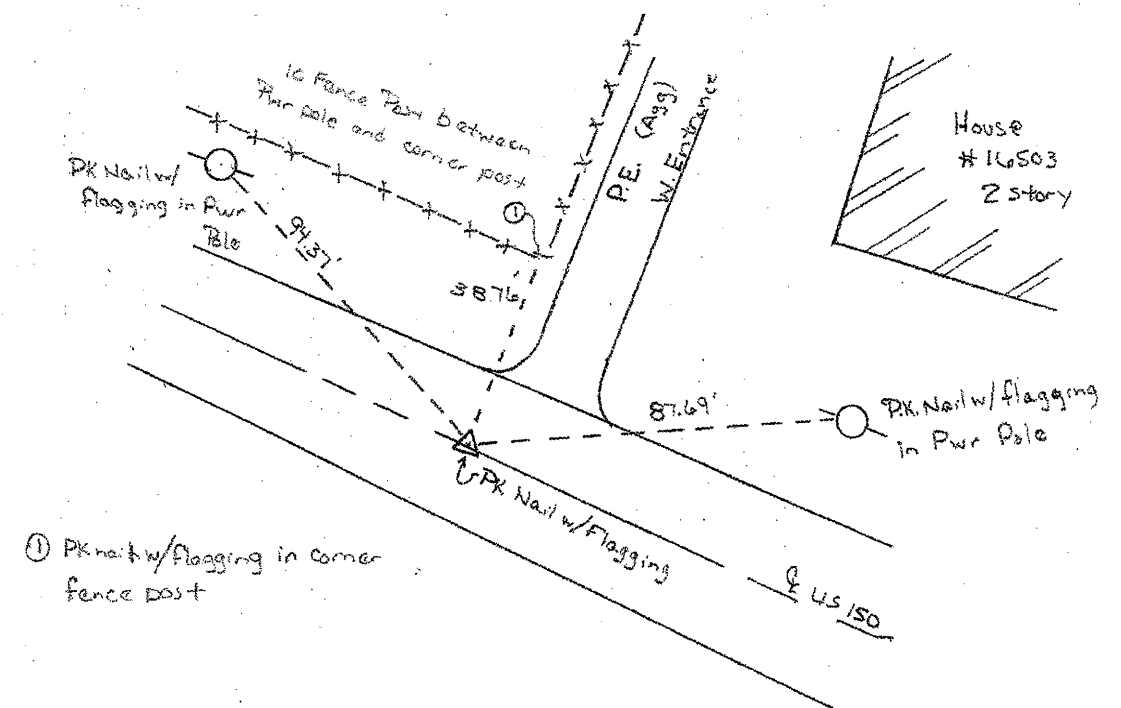 16 Fence Posts between
Pwr pole and corner post
PK Nail w/
flagging in Pwr
Pole
94.37'
①
38.76'
P.E. (Agg)
W. Entrance
House
#16503
2 story
87.69'
P.K. Nail w/flagging
in Pwr Pole
PK Nail w/Flagging
℄ US 150
① PK nail w/flagging in corner
fence post